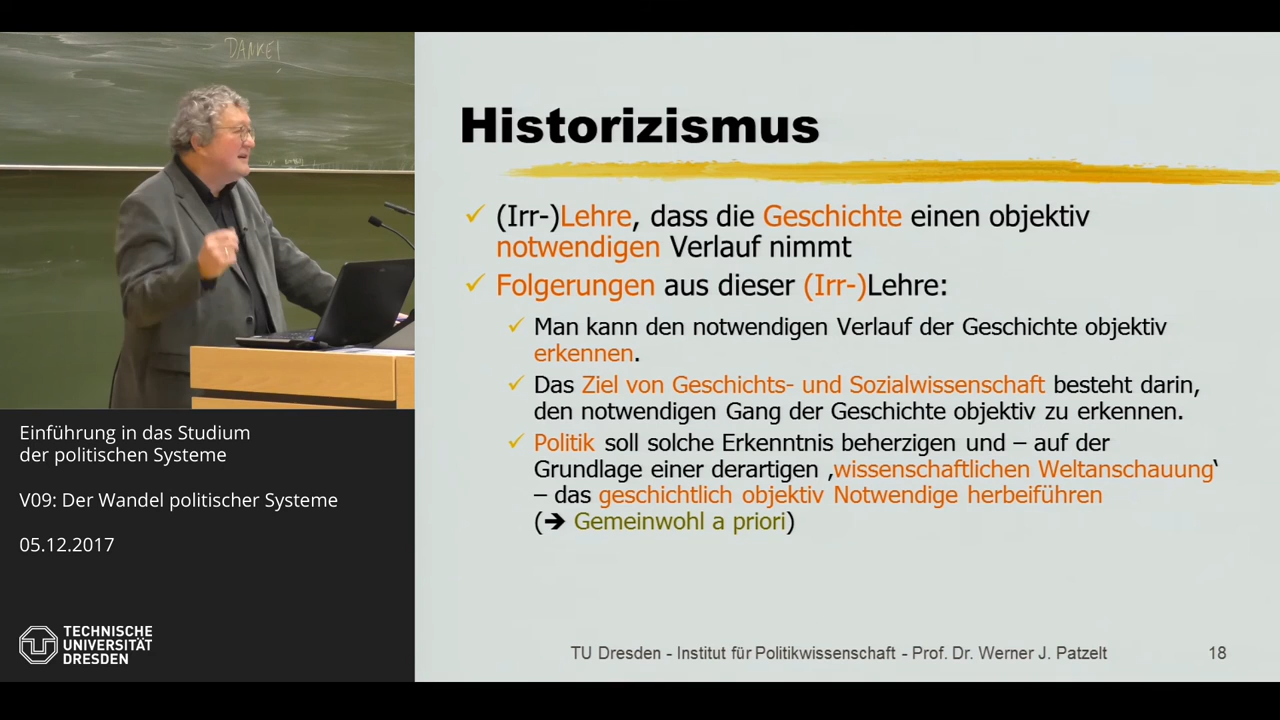 DANKE!
Historizismus
✓ (Irr-)Lehre, dass die Geschichte einen objektiv
notwendigen Verlauf nimmt
✓ Folgerungen aus dieser (Irr-)Lehre:
✓ Man kann den notwendigen Verlauf der Geschichte objektiv
erkennen.
✓ Das Ziel von Geschichts- und Sozialwissenschaft besteht darin,
den notwendigen Gang der Geschichte objektiv zu erkennen.
✓ Politik soll solche Erkenntnis beherzigen und – auf der
Grundlage einer derartigen ‚wissenschaftlichen Weltanschauung‘
– das geschichtlich objektiv Notwendige herbeiführen
(➔ Gemeinwohl a priori)
Einführung in das Studium
der politischen Systeme
V09: Der Wandel politischer Systeme
05.12.2017
TECHNISCHE
UNIVERSITÄT
DRESDEN
TU Dresden - Institut für Politikwissenschaft - Prof. Dr. Werner J. Patzelt 18